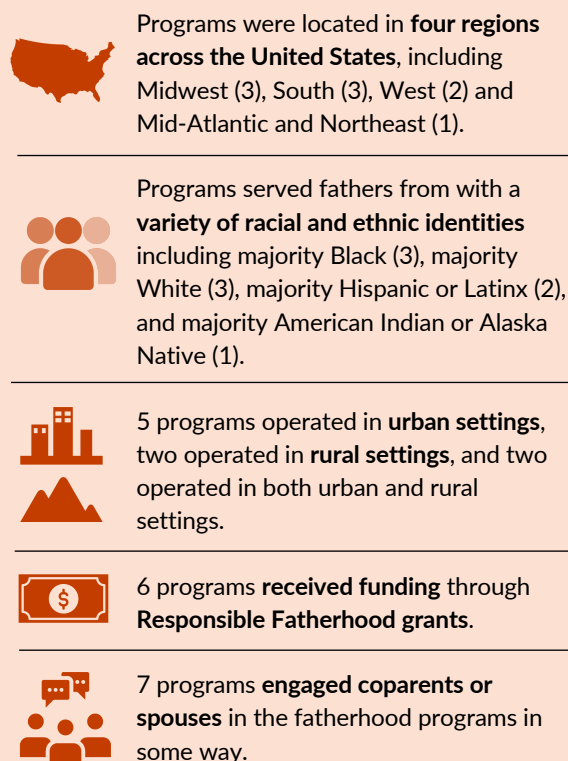 Programs were located in four regions
across the United States, including
Midwest (3), South (3), West (2) and
Mid-Atlantic and Northeast (1).
Programs served fathers from with a
variety of racial and ethnic identities
including majority Black (3), majority
White (3), majority Hispanic or Latinx (2),
and majority American Indian or Alaska
Native (1).
5 programs operated in urban settings,
two operated in rural settings, and two
operated in both urban and rural
settings.
$
6 programs received funding through
Responsible Fatherhood grants.
7 programs engaged coparents or
spouses in the fatherhood programs in
some way.